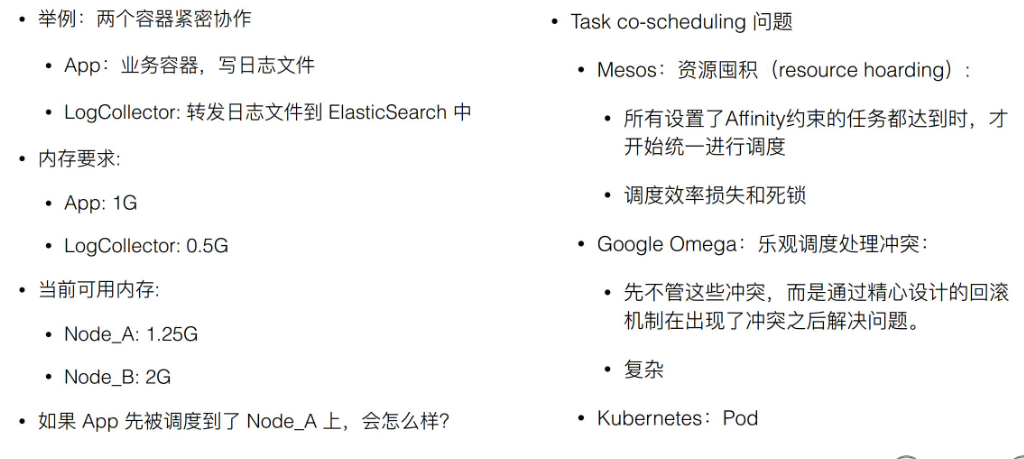 举例：两个容器紧密协作
App：业务容器，写日志文件
LogCollector: 转发日志文件到 ElasticSearch 中
内存要求:
App: 1G
LogCollector: 0.5G
当前可用内存:
Node_A: 1.25G
Node_B: 2G
如果 App 先被调度到了 Node_A 上，会怎么样？
Task co-scheduling 问题
Mesos：资源囤积（resource hoarding）:
所有设置了Affinity约束的任务都达到时，才
开始统一进行调度
调度效率损失和死锁
Google Omega：乐观调度处理冲突：
先不管这些冲突，而是通过精心设计的回滚
机制在出现了冲突之后解决问题。
复杂
Kubernetes：Pod